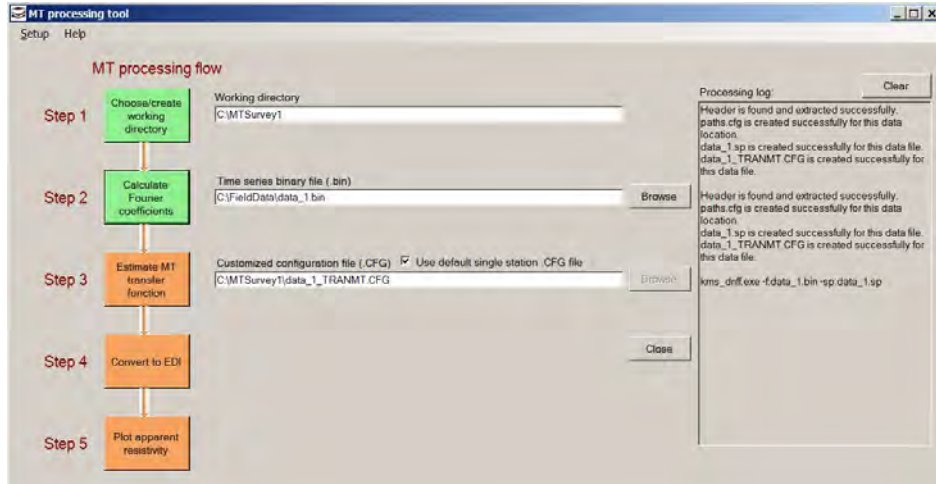 MT processing tool
Setup Help
MT processing flow
Step 1
Choose/create
working
directory
Working directory
C:\MTSurvey1
Step 2
Calculate
Fourier
coefficients
Time series binary file (.bin)
C:\FieldData\data_1.bin
Browse
Step 3
Estimate MT
transfer
function
Customized configuration file (.CFG) Use default single station .CFG file
C:\MTSurvey1\data_1_TRANMT.CFG
Browse
Step 4
Convert to EDI
Close
Step 5
Plot apparent
resistivity
Processing log:
Clear
Header is found and extracted successfully.
paths.cfg is created successfully for this data
location.
data_1.sp is created successfully for this data file.
data_1_TRANMT.CFG is created successfully for
this data file.
Header is found and extracted successfully.
paths.cfg is created successfully for this data
location.
data_1.sp is created successfully for this data file.
data_1_TRANMT.CFG is created successfully for
this data file.
kms_dnff.exe -f:data_1.bin -sp:data_1.sp